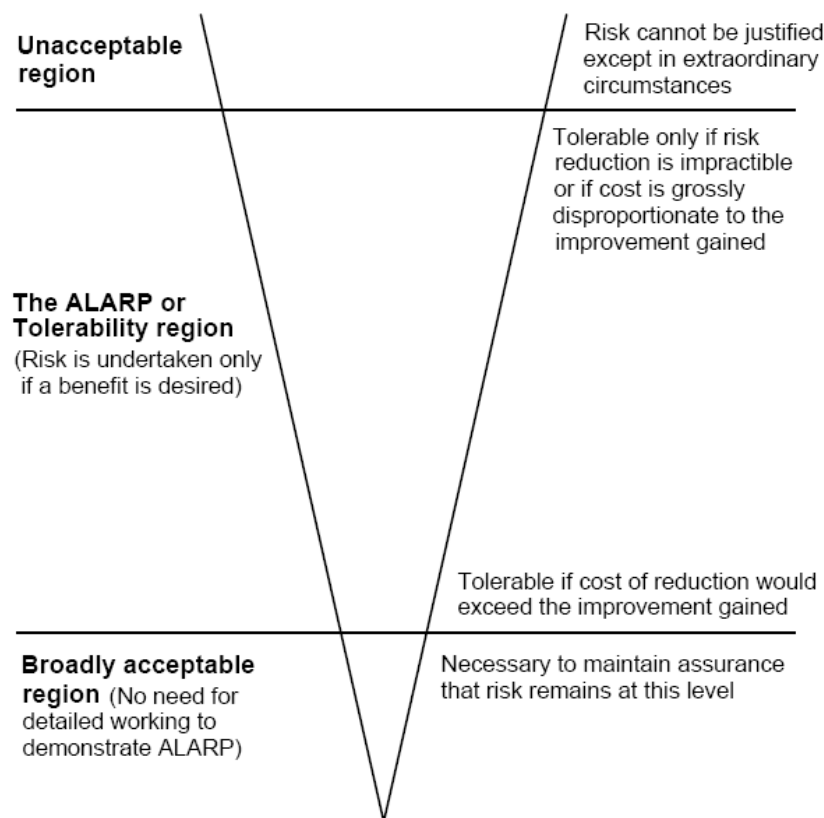 Unacceptable
region
Risk cannot be justified
except in extraordinary
circumstances
Tolerable only if risk
reduction is impractible
or if cost is grossly
disproportionate to the
improvement gained
The ALARP or
Tolerability region
(Risk is undertaken only
if a benefit is desired)
Tolerable if cost of reduction would
exceed the improvement gained
Broadly acceptable
region (No need for
detailed working to
demonstrate ALARP)
Necessary to maintain assurance
that risk remains at this level